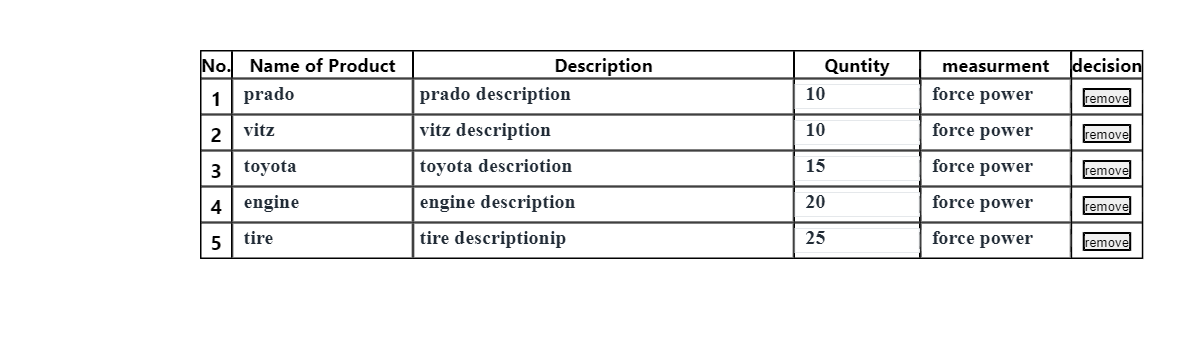 No. Name of Product Description Quntity measurment decision
1 prado prado description 10 force power remove
2 vitz vitz description 10 force power remove
3 toyota toyota descriotion 15 force power remove
4 engine engine description 20 force power remove
5 tire tire descriptionip 25 force power remove